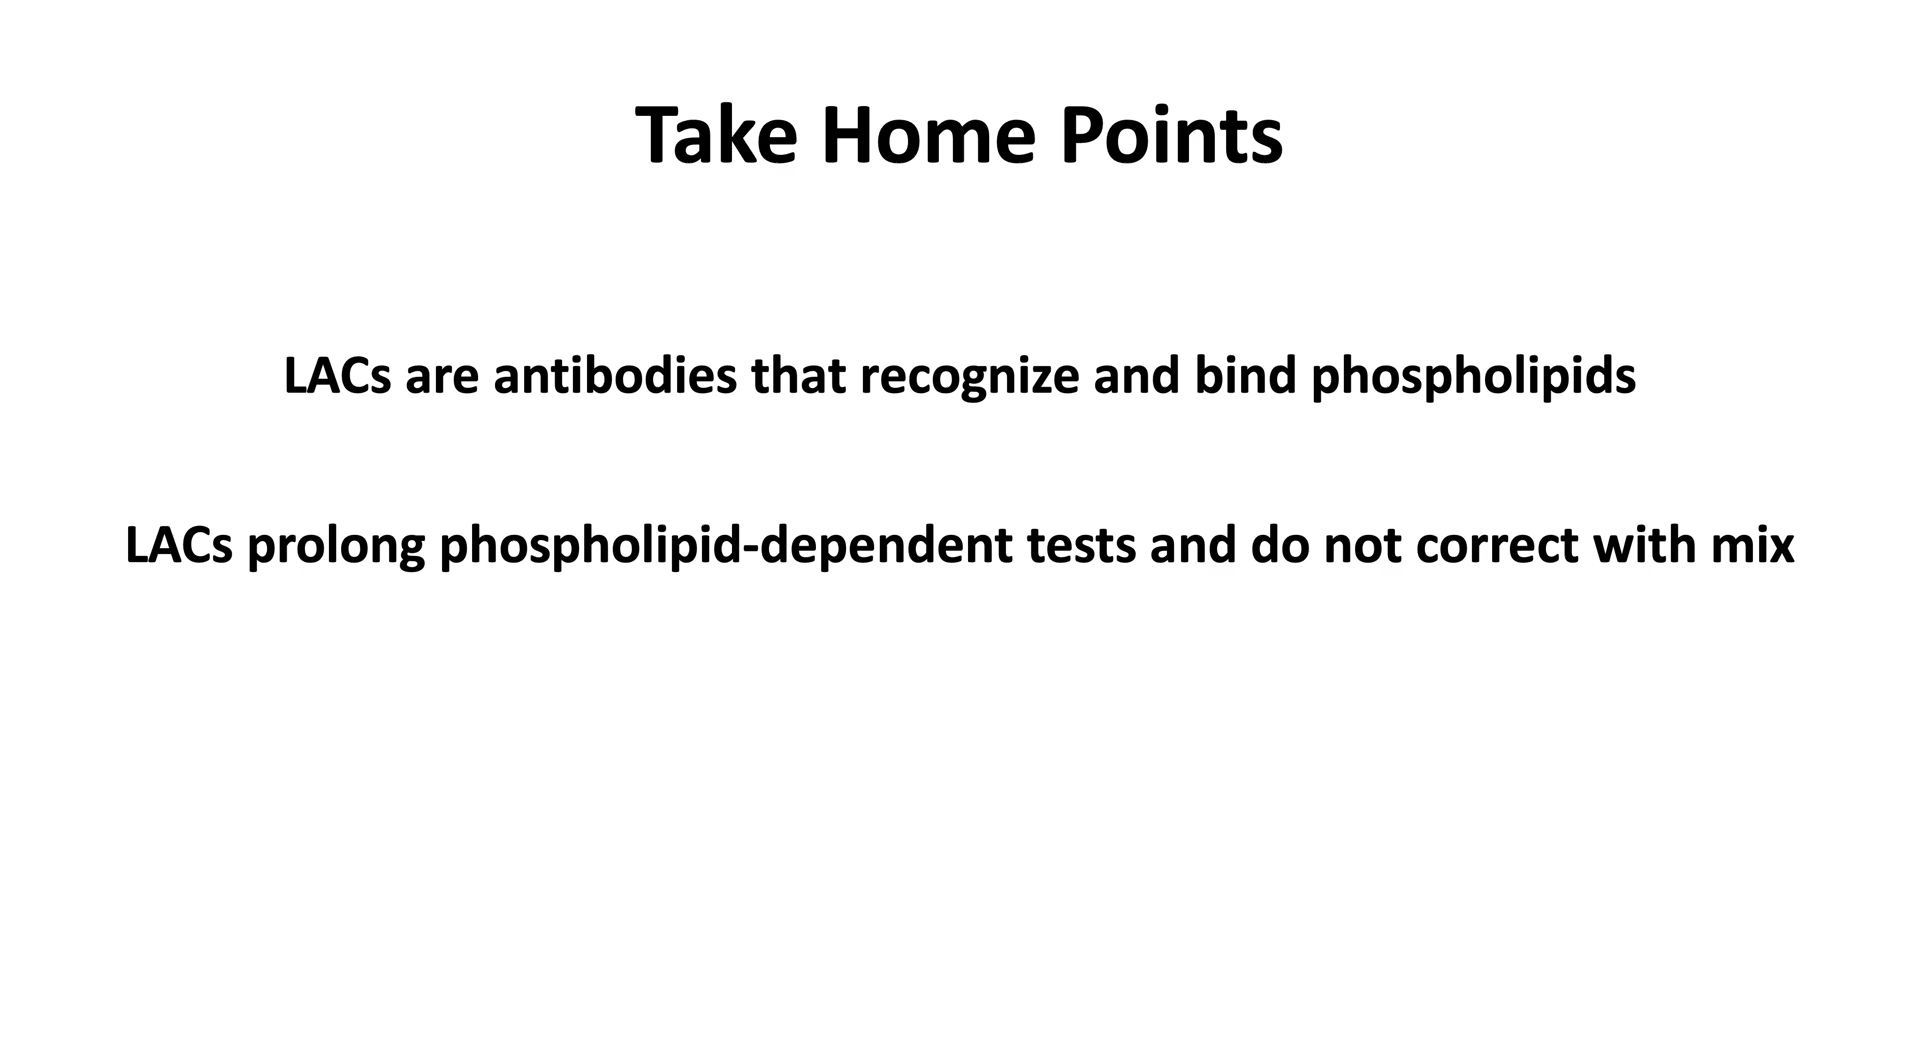 Take Home Points
LACs are antibodies that recognize and bind phospholipids
LACs prolong phospholipid-dependent tests and do not correct with mix